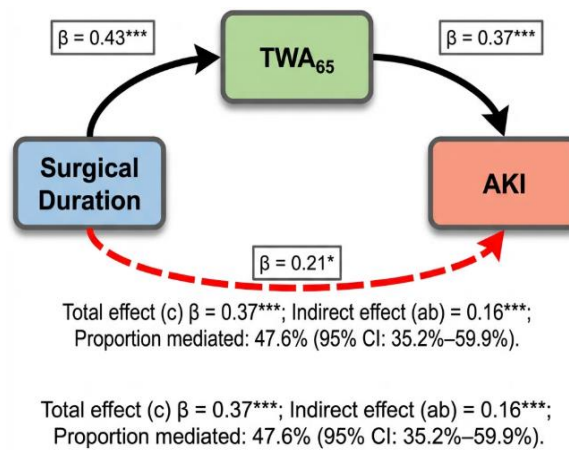 β = 0.43***
β = 0.37***
TWA₆₅
Surgical
Duration
AKI
β = 0.21*
Total effect (c) β = 0.37***; Indirect effect (ab) = 0.16***;
Proportion mediated: 47.6% (95% CI: 35.2%–59.9%).
Total effect (c) β = 0.37***; Indirect effect (ab) = 0.16***;
Proportion mediated: 47.6% (95% CI: 35.2%–59.9%).